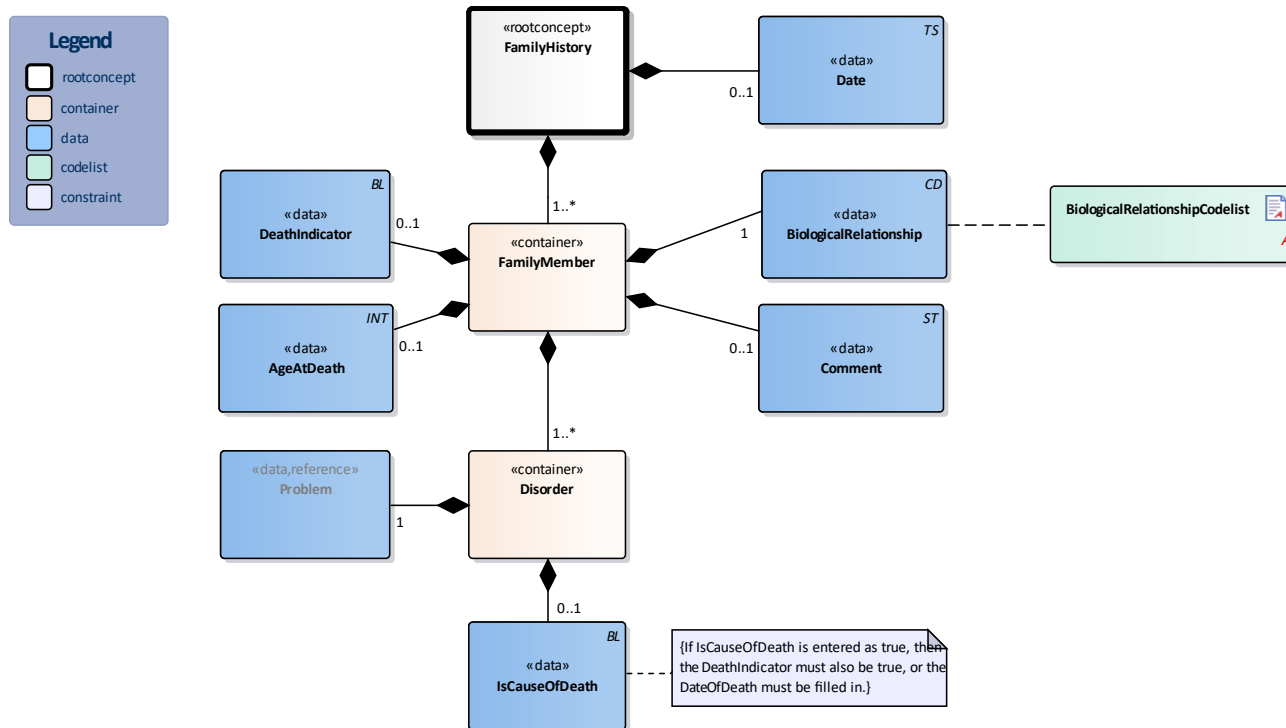 Legend
rootconcept
container
data
codelist
constraint
«rootconcept»
FamilyHistory
TS
«data»
Date
0..1
1..*
BL
«data»
DeathIndicator
0..1
«container»
FamilyMember
CD
«data»
BiologicalRelationship
1
BiologicalRelationshipCodelist
A
INT
«data»
AgeAtDeath
0..1
ST
«data»
Comment
0..1
1..*
«data,reference»
Problem
1
«container»
Disorder
0..1
BL
«data»
IsCauseOfDeath
{If IsCauseOfDeath is entered as true, then
the DeathIndicator must also be true, or the
DateOfDeath must be filled in.}